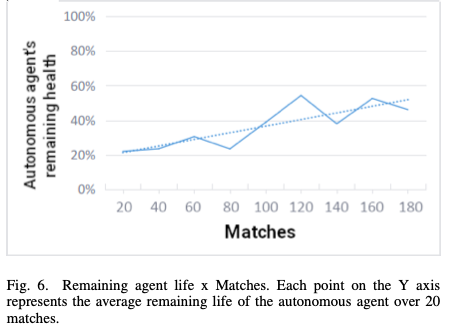 100%
80%
60%
40%
20%
0%
Autonomous agent's
remaining health
20 40 60 80 100 120 140 160 180
Matches
Fig. 6. Remaining agent life x Matches. Each point on the Y axis
represents the average remaining life of the autonomous agent over 20
matches.